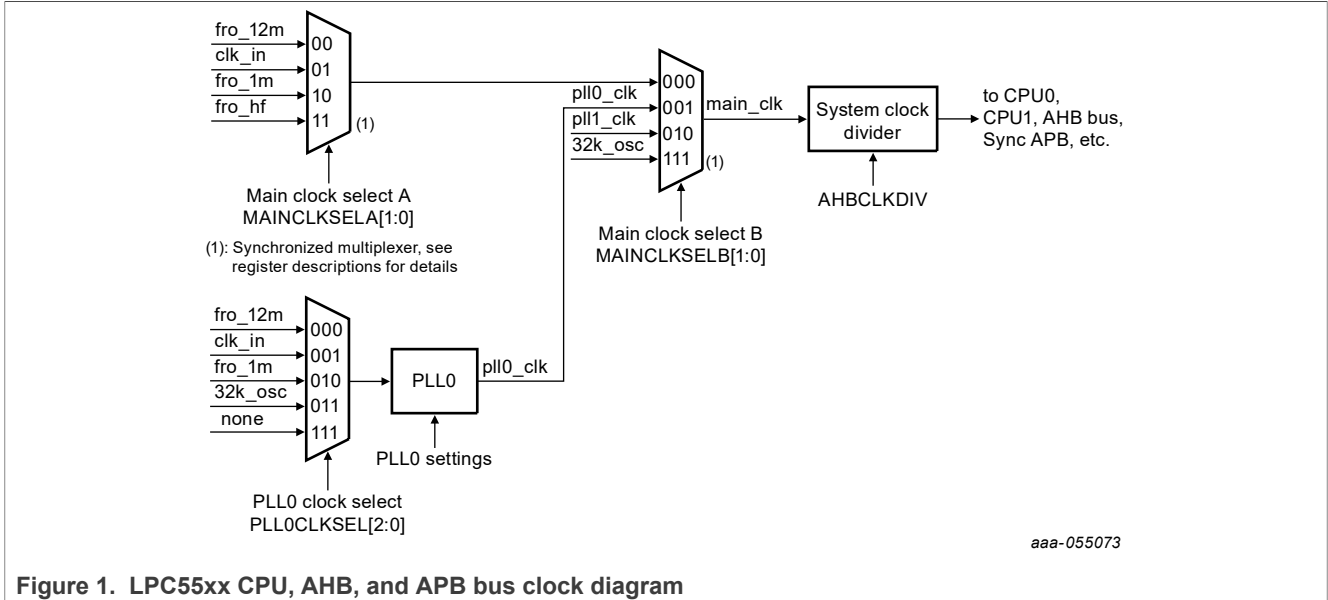 fro_12m
clk_in
fro_1m
fro_hf
00
01
10
11
(1)
Main clock select A
MAINCLKSELA[1:0]
(1): Synchronized multiplexer, see
register descriptions for details
pll0_clk
pll1_clk
32k_osc
000
001
010
111
(1)
main_clk
Main clock select B
MAINCLKSELB[1:0]
System clock
divider
AHBCLKDIV
to CPU0,
CPU1, AHB bus,
Sync APB, etc.
fro_12m
clk_in
fro_1m
32k_osc
none
000
001
010
011
111
PLL0
pll0_clk
PLL0 settings
PLL0 clock select
PLL0CLKSEL[2:0]
aaa-055073
Figure 1. LPC55xx CPU, AHB, and APB bus clock diagram